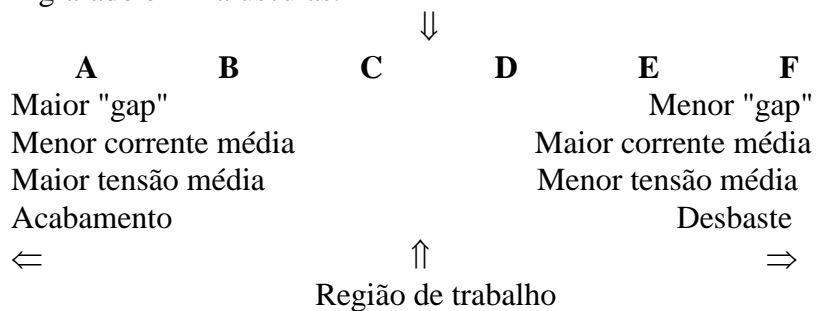 ⇓
A B C D E F
Maior "gap" Menor "gap"
Menor corrente média Maior corrente média
Maior tensão média Menor tensão média
Acabamento Desbaste
⇐ ⇑ ⇒
Região de trabalho